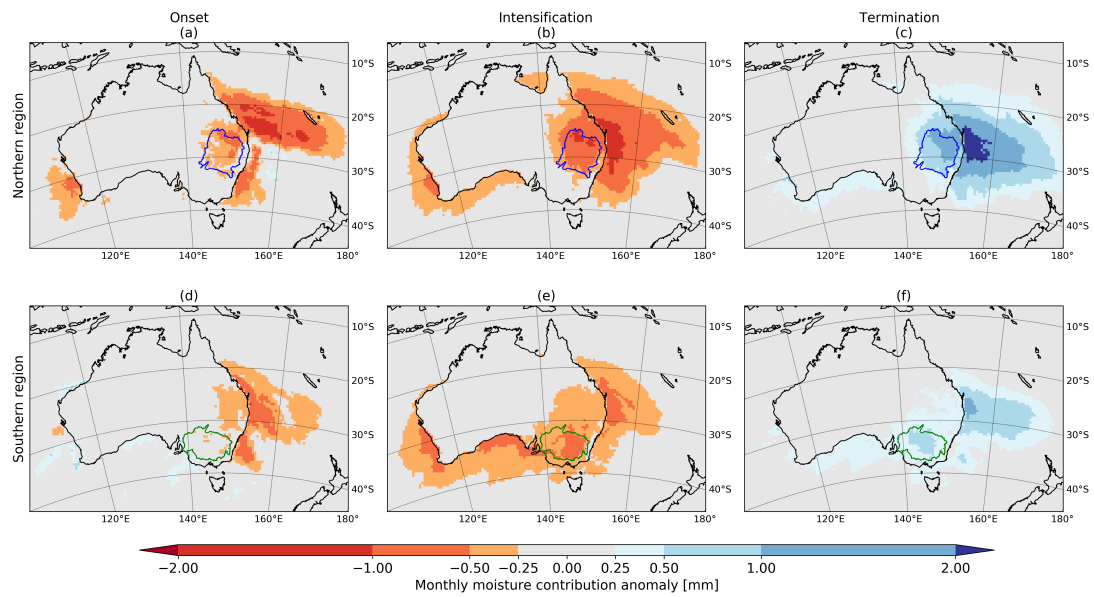 Onset Intensification Termination
(a) (b) (c)
Northern region
10°S 10°S 10°S
20°S 20°S 20°S
30°S 30°S 30°S
40°S 40°S 40°S
120°E 140°E 160°E 180° 120°E 140°E 160°E 180° 120°E 140°E 160°E 180°
(d) (e) (f)
Southern region
10°S 10°S 10°S
20°S 20°S 20°S
30°S 30°S 30°S
40°S 40°S 40°S
120°E 140°E 160°E 180° 120°E 140°E 160°E 180° 120°E 140°E 160°E 180°
−2.00 −1.00 −0.50 −0.25 0.00 0.25 0.50 1.00 2.00
Monthly moisture contribution anomaly [mm]